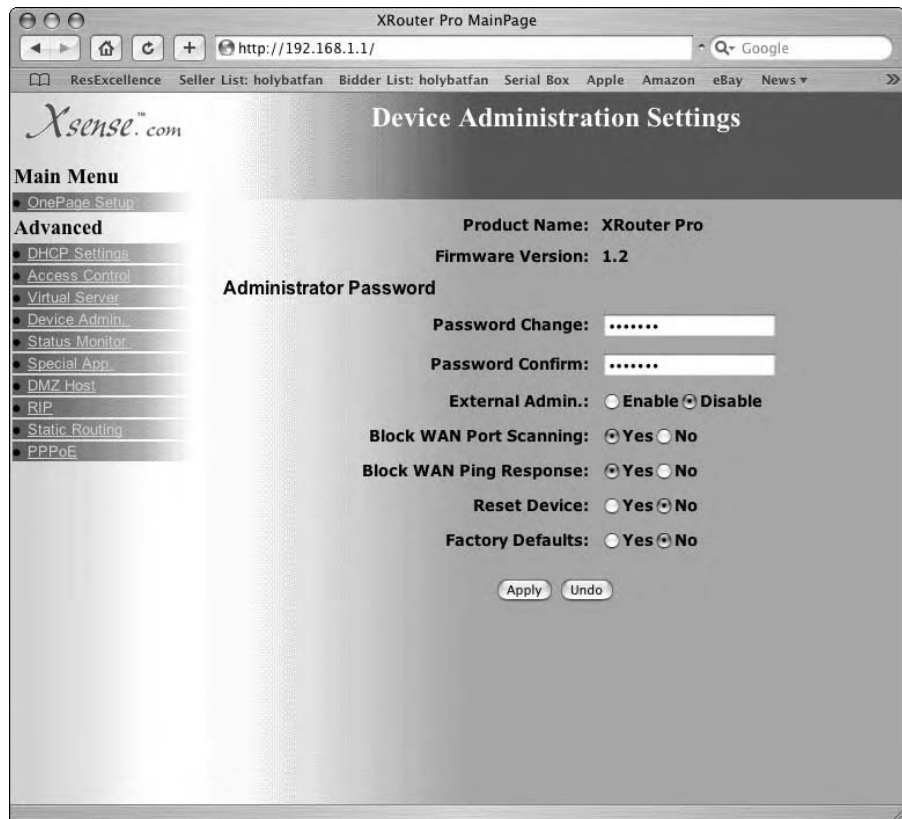 XRouter Pro MainPage
http://192.168.1.1/
Google
ResExcellence Seller List: holybatfan Bidder List: holybatfan Serial Box Apple Amazon eBay News
Xsense.™com
Device Administration Settings
Main Menu
OnePage Setup
Advanced
DHCP Settings
Access Control
Virtual Server
Device Admin.
Status Monitor
Special App.
DMZ Host
RIP
Static Routing
PPPoE
Product Name: XRouter Pro
Firmware Version: 1.2
Administrator Password
Password Change: •••••••
Password Confirm: •••••••
External Admin.: Enable Disable
Block WAN Port Scanning: Yes No
Block WAN Ping Response: Yes No
Reset Device: Yes No
Factory Defaults: Yes No
Apply Undo